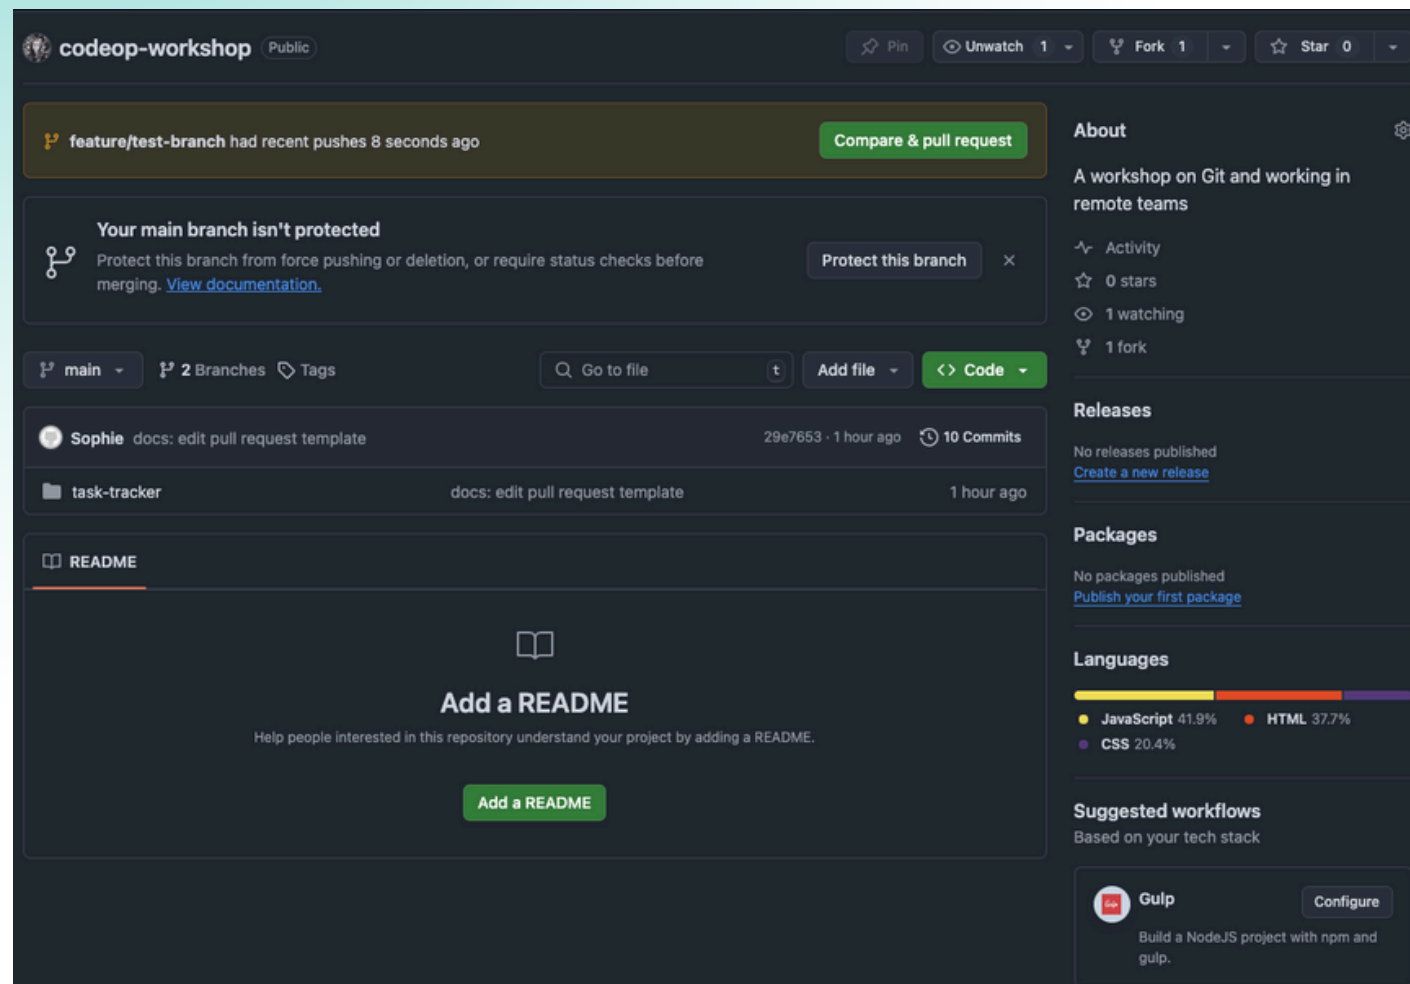 codeop-workshop Public
Pin Unwatch 1 Fork 1 Star 0
feature/test-branch had recent pushes 8 seconds ago Compare & pull request
Your main branch isn't protected
Protect this branch from force pushing or deletion, or require status checks before
merging. View documentation.
Protect this branch
main 2 Branches Tags Go to file t Add file Code
Sophie docs: edit pull request template 29e7653 · 1 hour ago 10 Commits
task-tracker docs: edit pull request template 1 hour ago
README
Add a README
Help people interested in this repository understand your project by adding a README.
Add a README
About
A workshop on Git and working in
remote teams
Activity
0 stars
1 watching
1 fork
Releases
No releases published
Create a new release
Packages
No packages published
Publish your first package
Languages
JavaScript 41.9% HTML 37.7%
CSS 20.4%
Suggested workflows
Based on your tech stack
Gulp Configure
Build a NodeJS project with npm and
gulp.